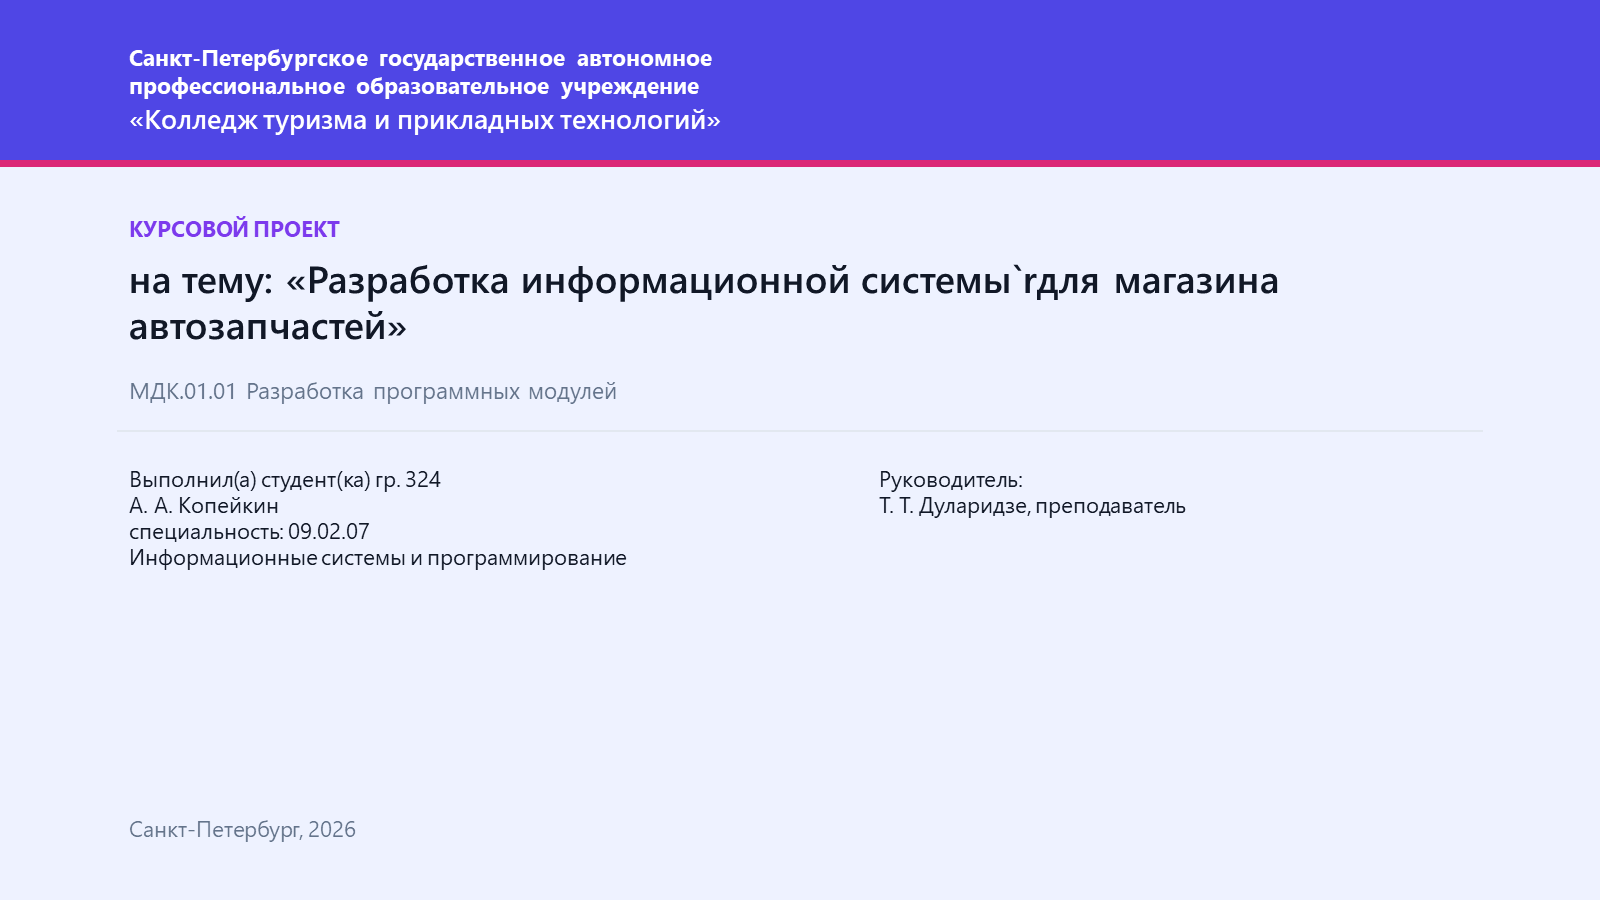 Санкт-Петербургское государственное автономное
профессиональное образовательное учреждение
«Колледж туризма и прикладных технологий»
КУРСОВОЙ ПРОЕКТ
на тему: «Разработка информационной системы`rдля магазина
автозапчастей»
МДК.01.01 Разработка программных модулей
Выполнил(а) студент(ка) гр. 324
А. А. Копейкин
специальность: 09.02.07
Информационные системы и программирование
Руководитель:
Т. Т. Дуларидзе, преподаватель
Санкт-Петербург, 2026